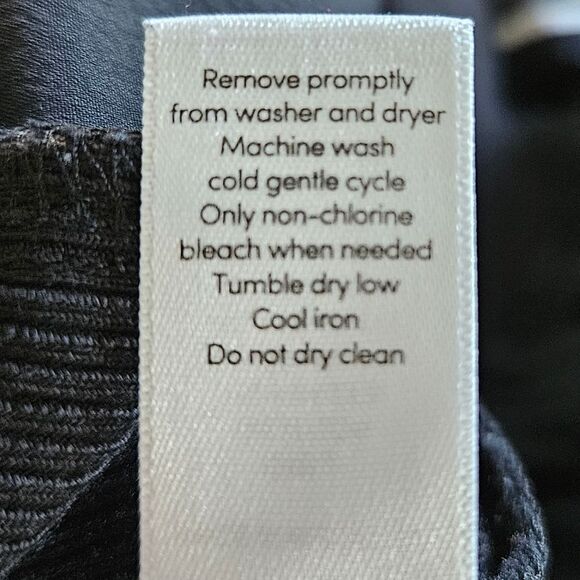 Remove promptly
from washer and dryer
Machine wash
cold gentle cycle
Only non-chlorine
bleach when needed
Tumble dry low
Cool iron
Do not dry clean